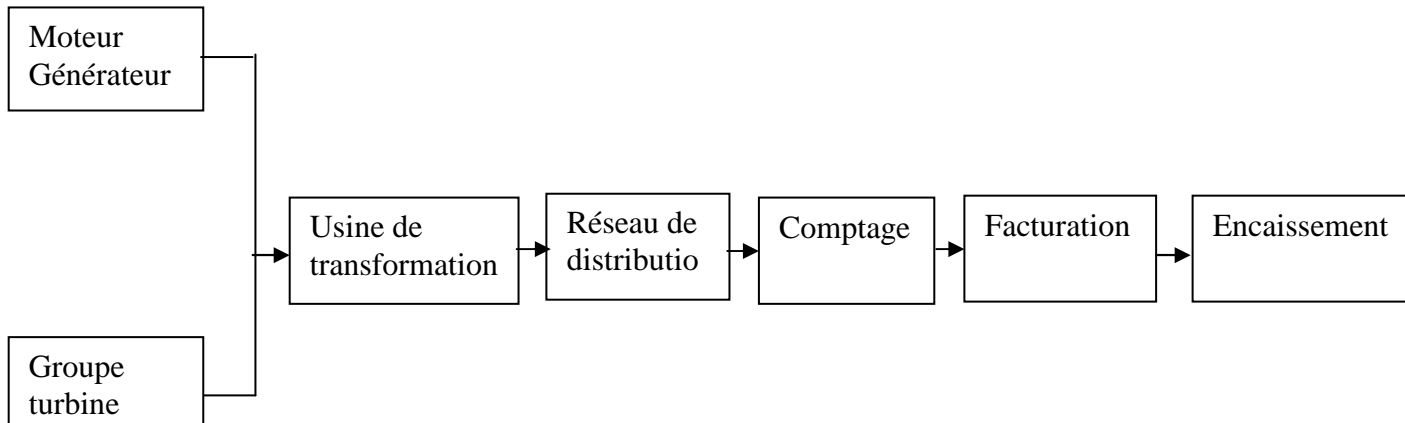 Moteur
Générateur
Usine de
transformation
Réseau de
distributio
Comptage
Facturation
Encaissement
Groupe
turbine